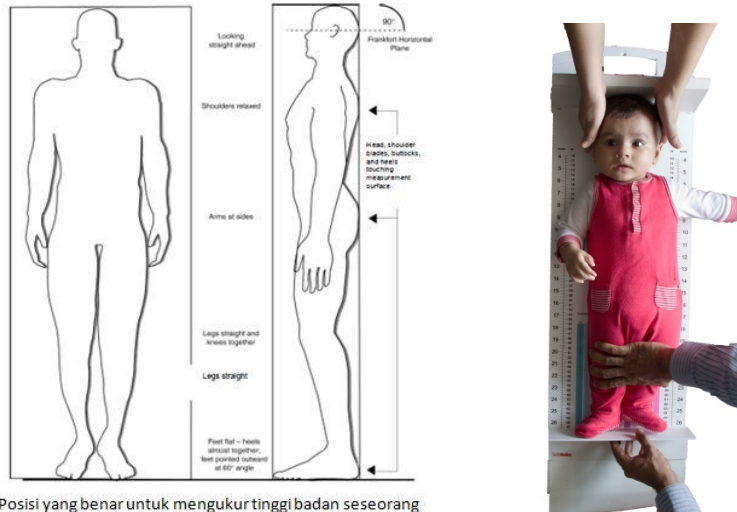 Looking
straight ahead
90°
Frankfort Horizontal
Plane
Shoulders relaxed
Head, shoulder
blades, buttocks,
and heels
touching
measurement
surface.
Arms at sides
Legs straight and
knees together
Legs straight
Feet flat – heels
almost together;
feet pointed outward
at 60° angle
Posisi yang benar untuk mengukur tinggi badan seseorang